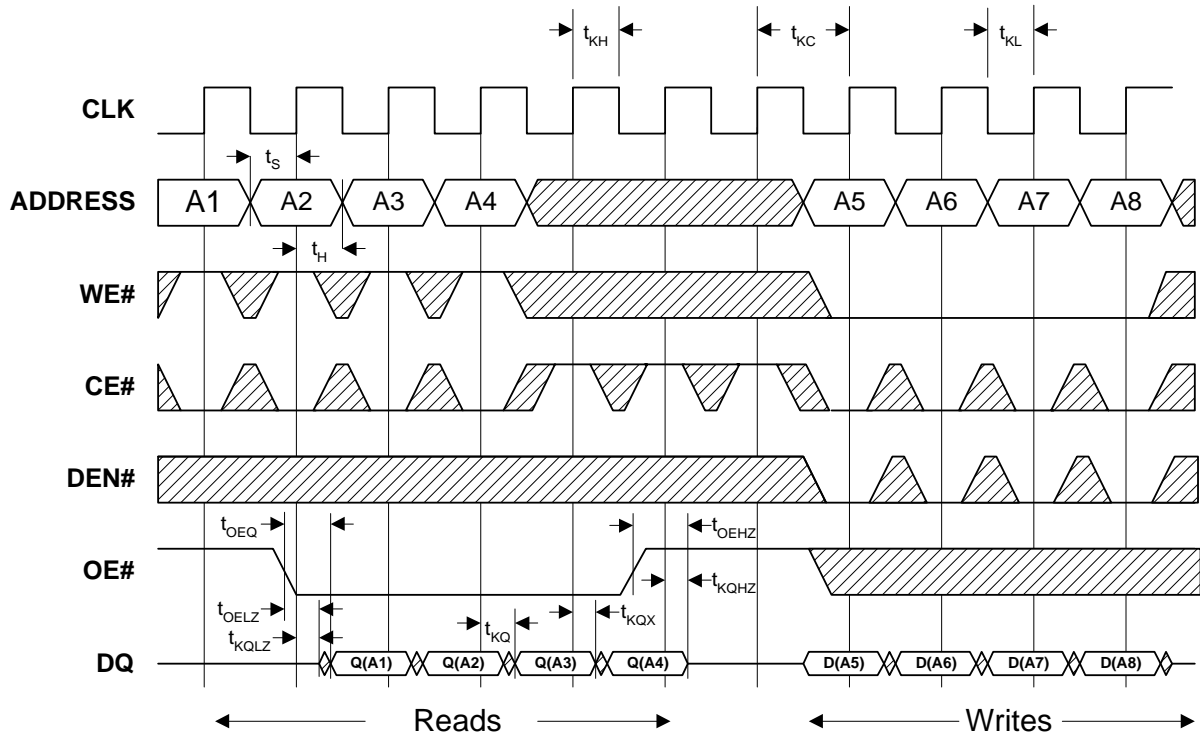 tKH
tKC
tKL
CLK
tS
ADDRESS
A1 A2 A3 A4 A5 A6 A7 A8
tH
WE#
CE#
DEN#
tOEQ
tOEHZ
OE#
tKQHZ
tOELZ
tKQ
tKQX
tKQLZ
DQ
Q(A1) Q(A2) Q(A3) Q(A4) D(A5) D(A6) D(A7) D(A8)
Reads Writes